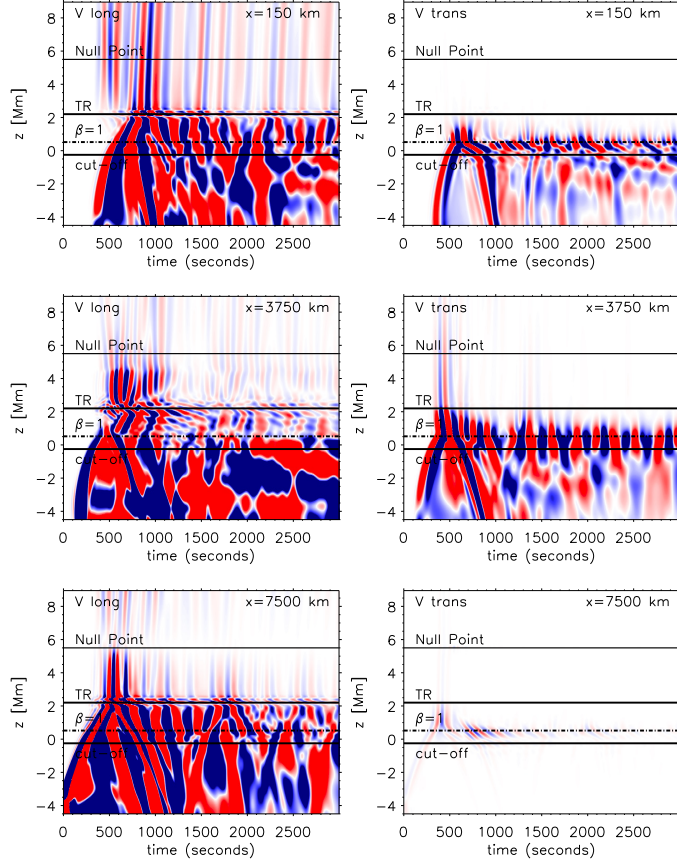 V long x=150 km
8
Null Point
6
4
TR
2
β=1
0
cut-off
-2
-4
z [Mm]
0 500 1000 1500 2000 2500
time (seconds)
V trans x=150 km
8
Null Point
6
4
TR
2
β=1
0
cut-off
-2
-4
z [Mm]
0 500 1000 1500 2000 2500
time (seconds)
V long x=3750 km
8
Null Point
6
4
TR
2
β=1
0
cut-off
-2
-4
z [Mm]
0 500 1000 1500 2000 2500
time (seconds)
V trans x=3750 km
8
Null Point
6
4
TR
2
β=1
0
cut-off
-2
-4
z [Mm]
0 500 1000 1500 2000 2500
time (seconds)
V long x=7500 km
8
Null Point
6
4
TR
2
β=1
0
cut-off
-2
-4
z [Mm]
0 500 1000 1500 2000 2500
time (seconds)
V trans x=7500 km
8
Null Point
6
4
TR
2
β=1
0
cut-off
-2
-4
z [Mm]
0 500 1000 1500 2000 2500
time (seconds)